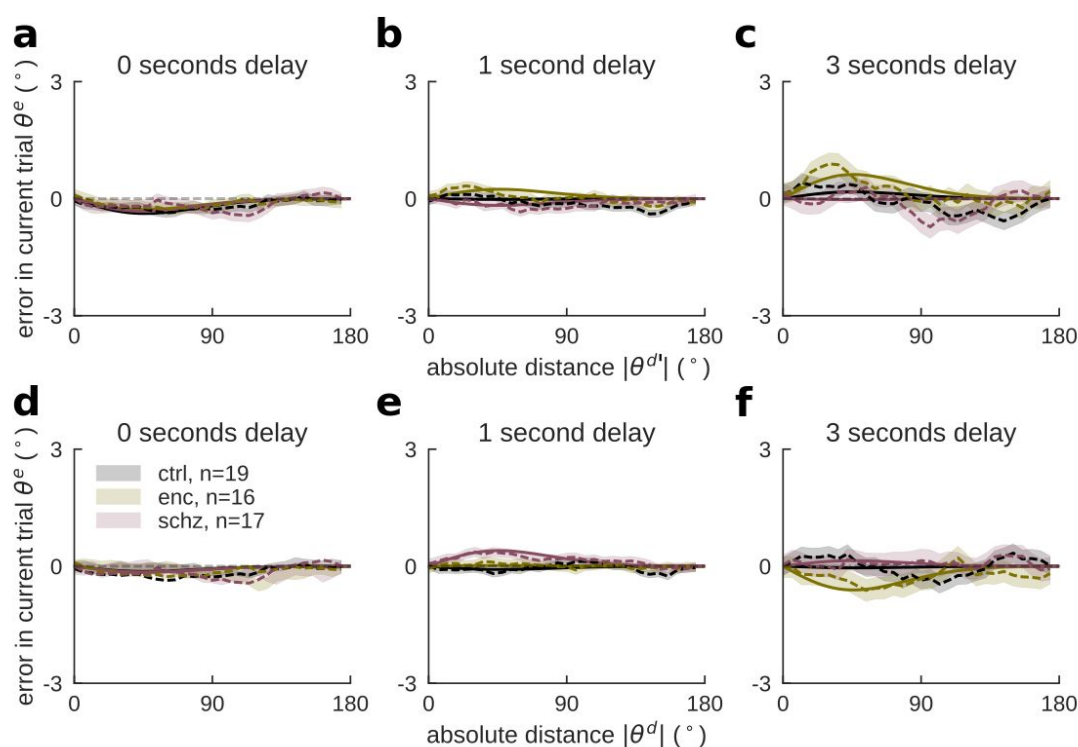 a
0 seconds delay
b
1 second delay
c
3 seconds delay
error in current trial θᵉ (°)
3
0
-3
0
90
180
3
0
-3
0
90
180
absolute distance |θᵈ'| (°)
3
0
-3
0
90
180
d
0 seconds delay
e
1 second delay
f
3 seconds delay
error in current trial θᵉ (°)
3
0
-3
ctrl, n=19
enc, n=16
schz, n=17
0
90
180
3
0
-3
0
90
180
absolute distance |θᵈ| (°)
3
0
-3
0
90
180